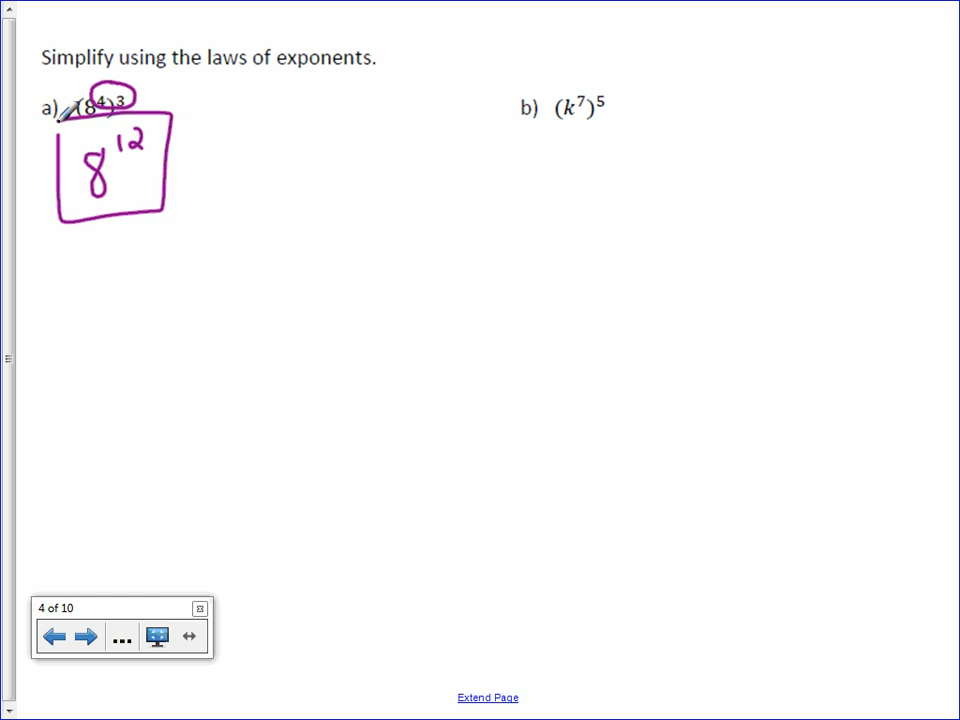 Simplify using the laws of exponents.
a) (8⁴)³
b) (k⁷)⁵
8¹²
4 of 10
...
Extend Page